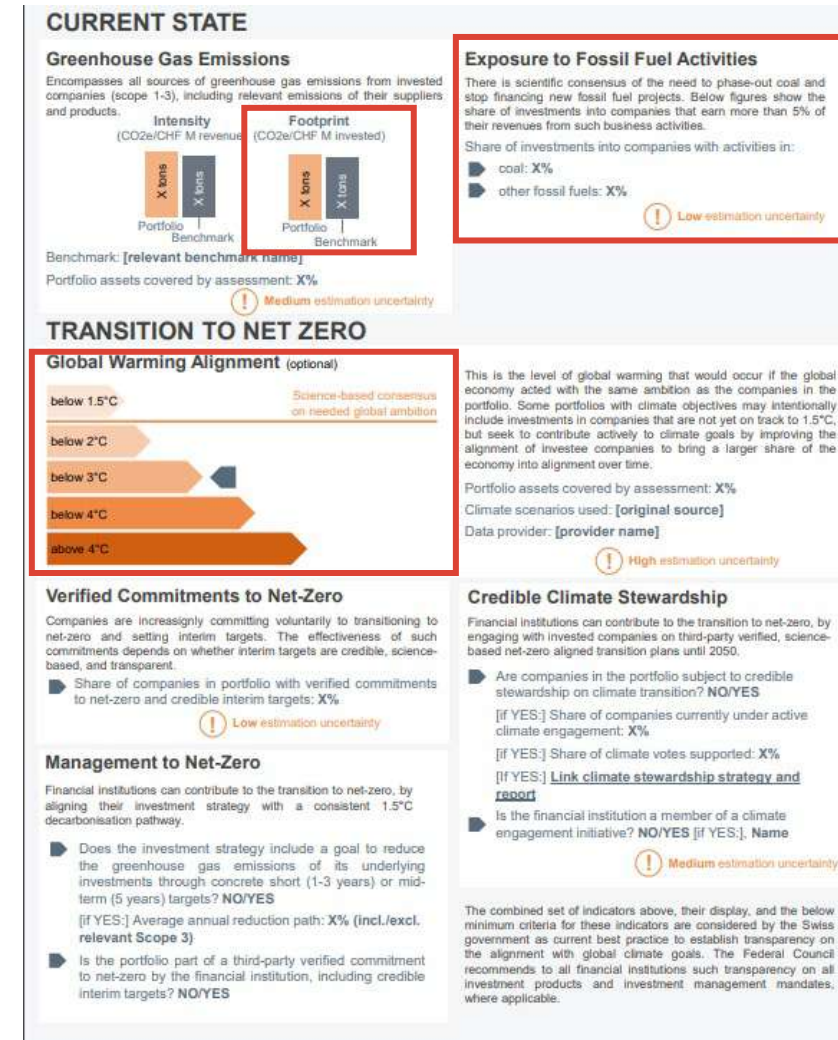 CURRENT STATE
Greenhouse Gas Emissions
Encompasses all sources of greenhouse gas emissions from invested
companies (scope 1-3), including relevant emissions of their suppliers
and products.
Intensity
(CO2e/CHF M revenue
X tons
X tons
Portfolio
Benchmark
Footprint
(CO2e/CHF M invested)
X tons
X tons
Portfolio
Benchmark
Benchmark: [relevant benchmark name]
Portfolio assets covered by assessment: X%
! Medium estimation uncertainty
Exposure to Fossil Fuel Activities
There is scientific consensus of the need to phase-out coal and
stop financing new fossil fuel projects. Below figures show the
share of investments into companies that earn more than 5% of
their revenues from such business activities.
Share of investments into companies with activities in:
coal: X%
other fossil fuels: X%
! Low estimation uncertainty
TRANSITION TO NET ZERO
Global Warming Alignment (optional)
below 1.5°C
Science-based consensus
on needed global ambition
below 2°C
below 3°C
below 4°C
above 4°C
This is the level of global warming that would occur if the global
economy acted with the same ambition as the companies in the
portfolio. Some portfolios with climate objectives may intentionally
include investments in companies that are not yet on track to 1.5°C,
but seek to contribute actively to climate goals by improving the
alignment of investee companies to bring a larger share of the
economy into alignment over time.
Portfolio assets covered by assessment: X%
Climate scenarios used: [original source]
Data provider: [provider name]
! High estimation uncertainty
Verified Commitments to Net-Zero
Companies are increasignly committing voluntarily to transitioning to
net-zero and setting interim targets. The effectiveness of such
commitments depends on whether interim targets are credible, science-
based, and transparent.
Share of companies in portfolio with verified commitments
to net-zero and credible interim targets: X%
! Low estimation uncertainty
Management to Net-Zero
Financial institutions can contribute to the transition to net-zero, by
aligning their investment strategy with a consistent 1.5°C
decarbonisation pathway.
Does the investment strategy include a goal to reduce
the greenhouse gas emissions of its underlying
investments through concrete short (1-3 years) or mid-
term (5 years) targets? NO/YES
[if YES:] Average annual reduction path: X% (incl./excl.
relevant Scope 3)
Is the portfolio part of a third-party verified commitment
to net-zero by the financial institution, including credible
interim targets? NO/YES
Credible Climate Stewardship
Financial institutions can contribute to the transition to net-zero, by
engaging with invested companies on third-party verified, science-
based net-zero aligned transition plans until 2050.
Are companies in the portfolio subject to credible
stewardship on climate transition? NO/YES
[if YES:] Share of companies currently under active
climate engagement: X%
[if YES:] Share of climate votes supported: X%
[If YES:] Link climate stewardship strategy and
report
Is the financial institution a member of a climate
engagement initiative? NO/YES [if YES:], Name
! Medium estimation uncertainty
The combined set of indicators above, their display, and the below
minimum criteria for these indicators are considered by the Swiss
government as current best practice to establish transparency on
the alignment with global climate goals. The Federal Council
recommends to all financial institutions such transparency on all
investment products and investment management mandates,
where applicable.